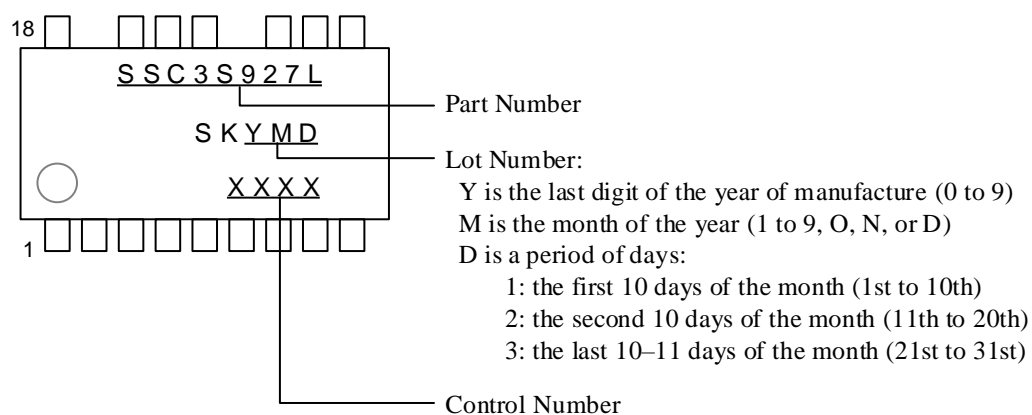 18
SSC3S927L
Part Number
SKYMD
Lot Number:
Y is the last digit of the year of manufacture (0 to 9)
M is the month of the year (1 to 9, O, N, or D)
D is a period of days:
1: the first 10 days of the month (1st to 10th)
2: the second 10 days of the month (11th to 20th)
3: the last 10–11 days of the month (21st to 31st)
XXXX
1
Control Number